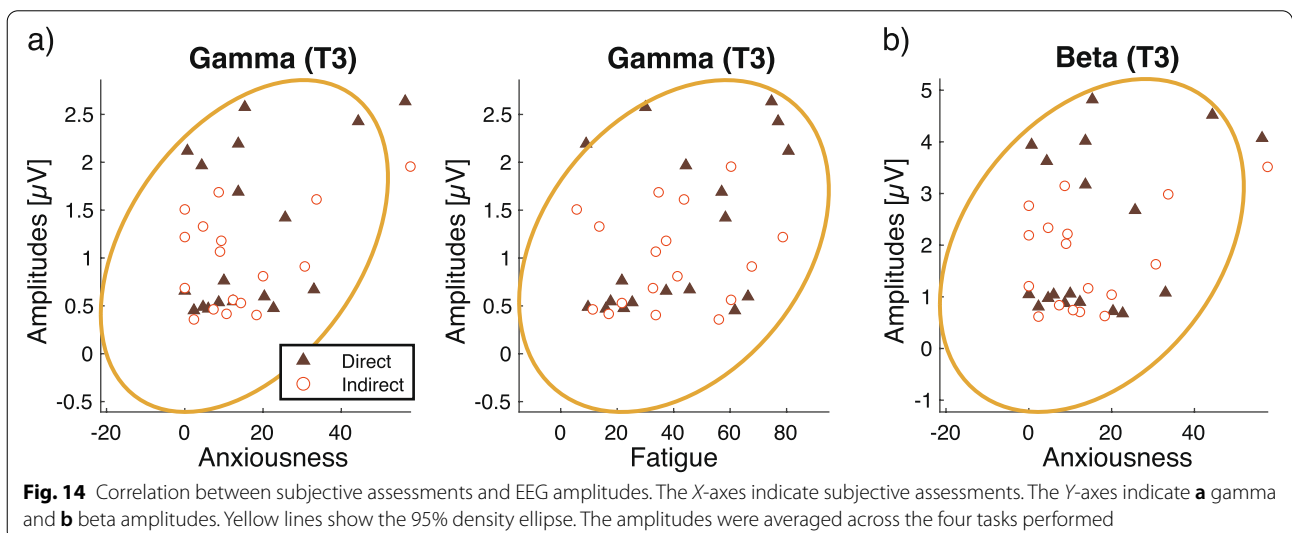 a)
Gamma (T3)
Amplitudes [µV]
2.5
2
1.5
1
0.5
0
-0.5
-20 0 20 40
Anxiousness
Direct
Indirect
Gamma (T3)
Amplitudes [µV]
2.5
2
1.5
1
0.5
0
-0.5
0 20 40 60 80
Fatigue
b)
Beta (T3)
Amplitudes [µV]
5
4
3
2
1
0
-1
-20 0 20 40
Anxiousness
Fig. 14 Correlation between subjective assessments and EEG amplitudes. The X-axes indicate subjective assessments. The Y-axes indicate a gamma
and b beta amplitudes. Yellow lines show the 95% density ellipse. The amplitudes were averaged across the four tasks performed